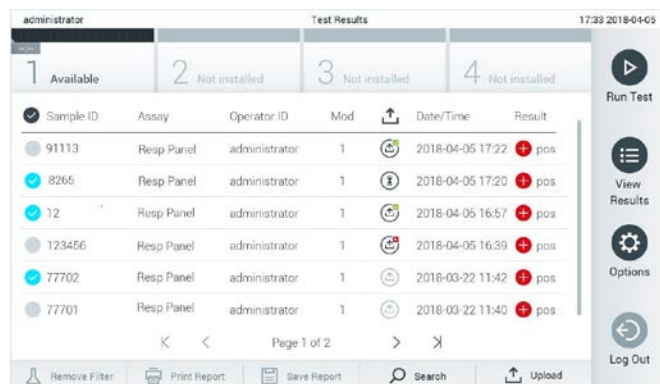 administrator Test Results 17:33 2018-04-05
1 Available 2 Not installed 3 Not installed 4 Not installed
Run Test
Sample ID Assay Operator ID Mod Date/Time Result
91113 Resp Panel administrator 1 2018-04-05 17:22 pos
8265 Resp Panel administrator 1 2018-04-05 17:20 pos
View
Results
12 Resp Panel administrator 1 2018-04-05 16:57 pos
123456 Resp Panel administrator 1 2018-04-05 16:39 pos
Options
77702 Resp Panel administrator 1 2018-03-22 11:42 pos
77701 Resp Panel administrator 1 2018-03-22 11:40 pos
Page 1 of 2
Log Out
Remove Filter Print Report Save Report Search Upload